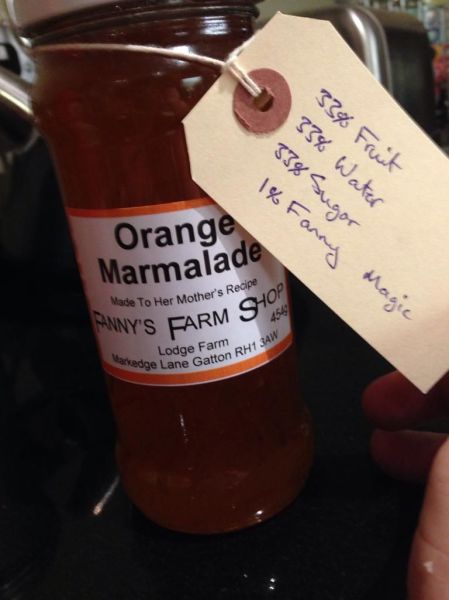 33% Fruit
33% Water
33% Sugar
1% Fanny Magic
Orange
Marmalade
Made To Her Mother's Recipe
FANNY'S FARM SHOP
454g
Lodge Farm
Markedge Lane Gatton RH1 3AW